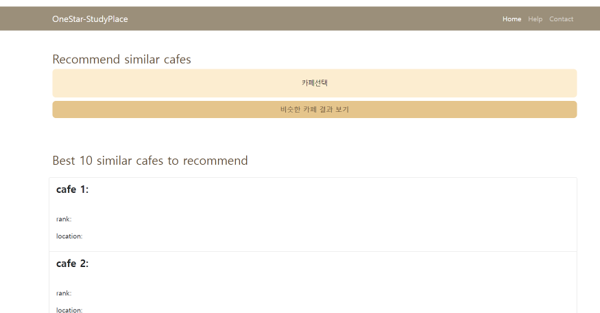 OneStar-StudyPlace
Home Help Contact
Recommend similar cafes
카페선택
비슷한 카페 결과 보기
Best 10 similar cafes to recommend
cafe 1:
rank:
location:
cafe 2:
rank:
location: